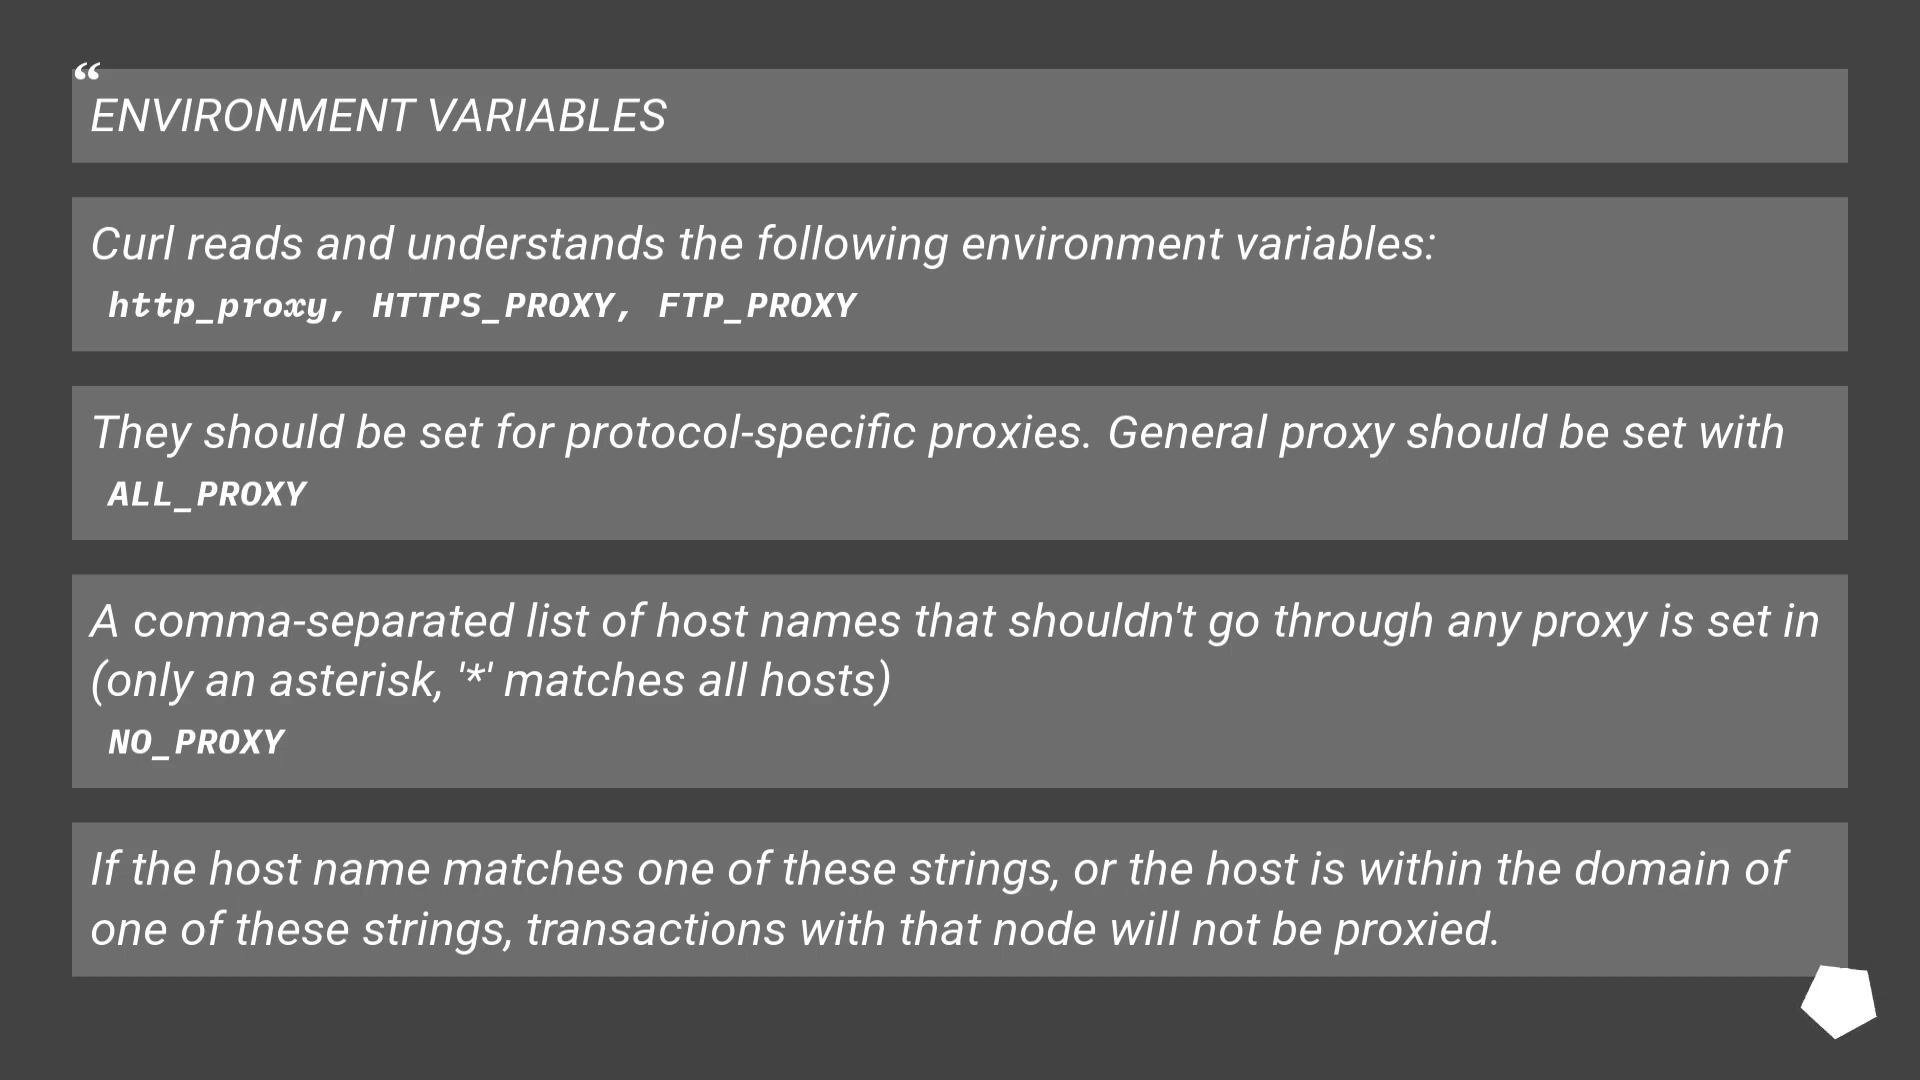 “
ENVIRONMENT VARIABLES
Curl reads and understands the following environment variables:
http_proxy, HTTPS_PROXY, FTP_PROXY
They should be set for protocol-specific proxies. General proxy should be set with
ALL_PROXY
A comma-separated list of host names that shouldn't go through any proxy is set in
(only an asterisk, '*' matches all hosts)
NO_PROXY
If the host name matches one of these strings, or the host is within the domain of
one of these strings, transactions with that node will not be proxied.